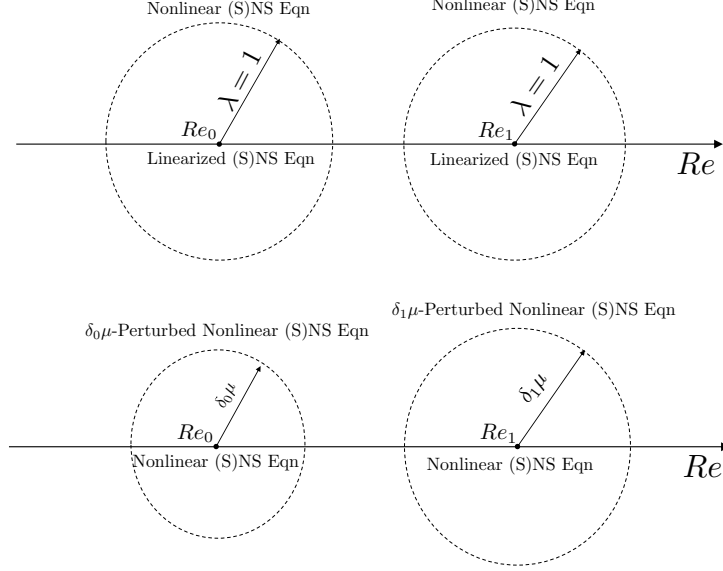 Nonlinear (S)NS Eqn
Nonlinear (S)NS Eqn
λ = 1
λ = 1
Re₀
Re₁
Linearized (S)NS Eqn
Linearized (S)NS Eqn
Re
δ₀μ-Perturbed Nonlinear (S)NS Eqn
δ₁μ-Perturbed Nonlinear (S)NS Eqn
δ₀μ
δ₁μ
Re₀
Re₁
Nonlinear (S)NS Eqn
Nonlinear (S)NS Eqn
Re